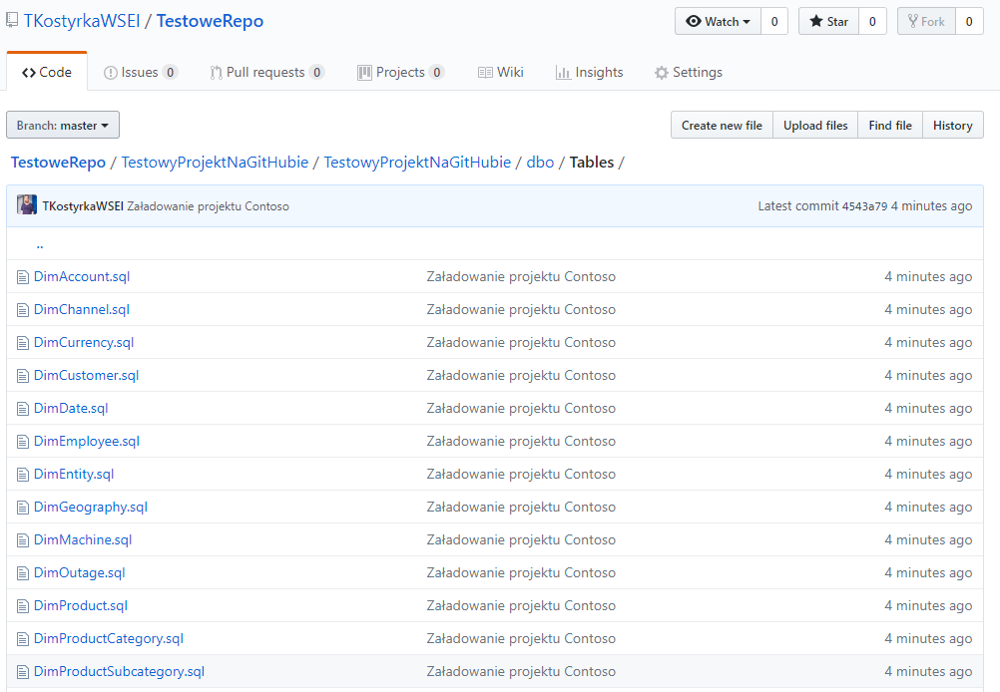 TKostyrkaWSEI / TestoweRepo
Watch 0 Star 0 Fork 0
Code Issues 0 Pull requests 0 Projects 0 Wiki Insights Settings
Branch: master Create new file Upload files Find file History
TestoweRepo / TestowyProjektNaGitHubie / TestowyProjektNaGitHubie / dbo / Tables /
TKostyrkaWSEI Załadowanie projektu Contoso Latest commit 4543a79 4 minutes ago
..
DimAccount.sql Załadowanie projektu Contoso 4 minutes ago
DimChannel.sql Załadowanie projektu Contoso 4 minutes ago
DimCurrency.sql Załadowanie projektu Contoso 4 minutes ago
DimCustomer.sql Załadowanie projektu Contoso 4 minutes ago
DimDate.sql Załadowanie projektu Contoso 4 minutes ago
DimEmployee.sql Załadowanie projektu Contoso 4 minutes ago
DimEntity.sql Załadowanie projektu Contoso 4 minutes ago
DimGeography.sql Załadowanie projektu Contoso 4 minutes ago
DimMachine.sql Załadowanie projektu Contoso 4 minutes ago
DimOutage.sql Załadowanie projektu Contoso 4 minutes ago
DimProduct.sql Załadowanie projektu Contoso 4 minutes ago
DimProductCategory.sql Załadowanie projektu Contoso 4 minutes ago
DimProductSubcategory.sql Załadowanie projektu Contoso 4 minutes ago